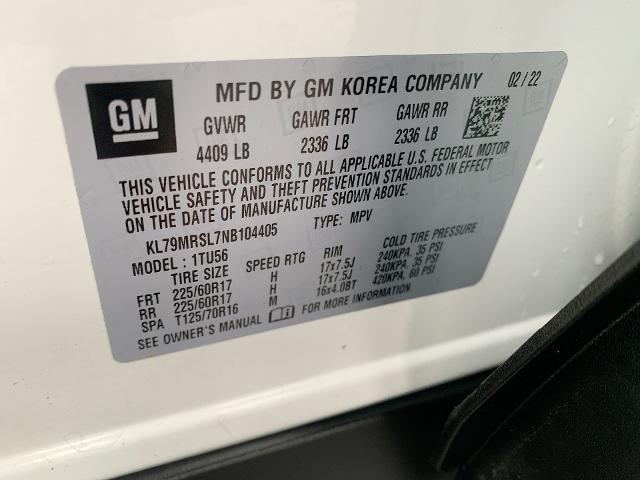 GM
MFD BY GM KOREA COMPANY 02/22
GVWR GAWR FRT GAWR RR
4409 LB 2336 LB 2336 LB
THIS VEHICLE CONFORMS TO ALL APPLICABLE U.S. FEDERAL MOTOR
VEHICLE SAFETY AND THEFT PREVENTION STANDARDS IN EFFECT
ON THE DATE OF MANUFACTURE SHOWN ABOVE.
KL79MRSL7NB104405 TYPE: MPV
MODEL: 1TU56
TIRE SIZE SPEED RTG RIM COLD TIRE PRESSURE
FRT 225/60R17 H 17x7.5J 240KPA, 35 PSI
RR 225/60R17 H 17x7.5J 240KPA, 35 PSI
SPA T125/70R16 M 16x4.0BT 420KPA, 60 PSI
SEE OWNER'S MANUAL FOR MORE INFORMATION.